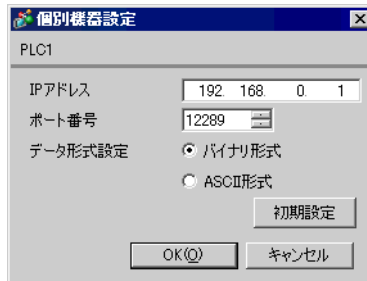 個別機器設定
PLC1
IPアドレス 192. 168. 0. 1
ポート番号 12289
データ形式設定 バイナリ形式
ASCII形式
初期設定
OK(O) キャンセル